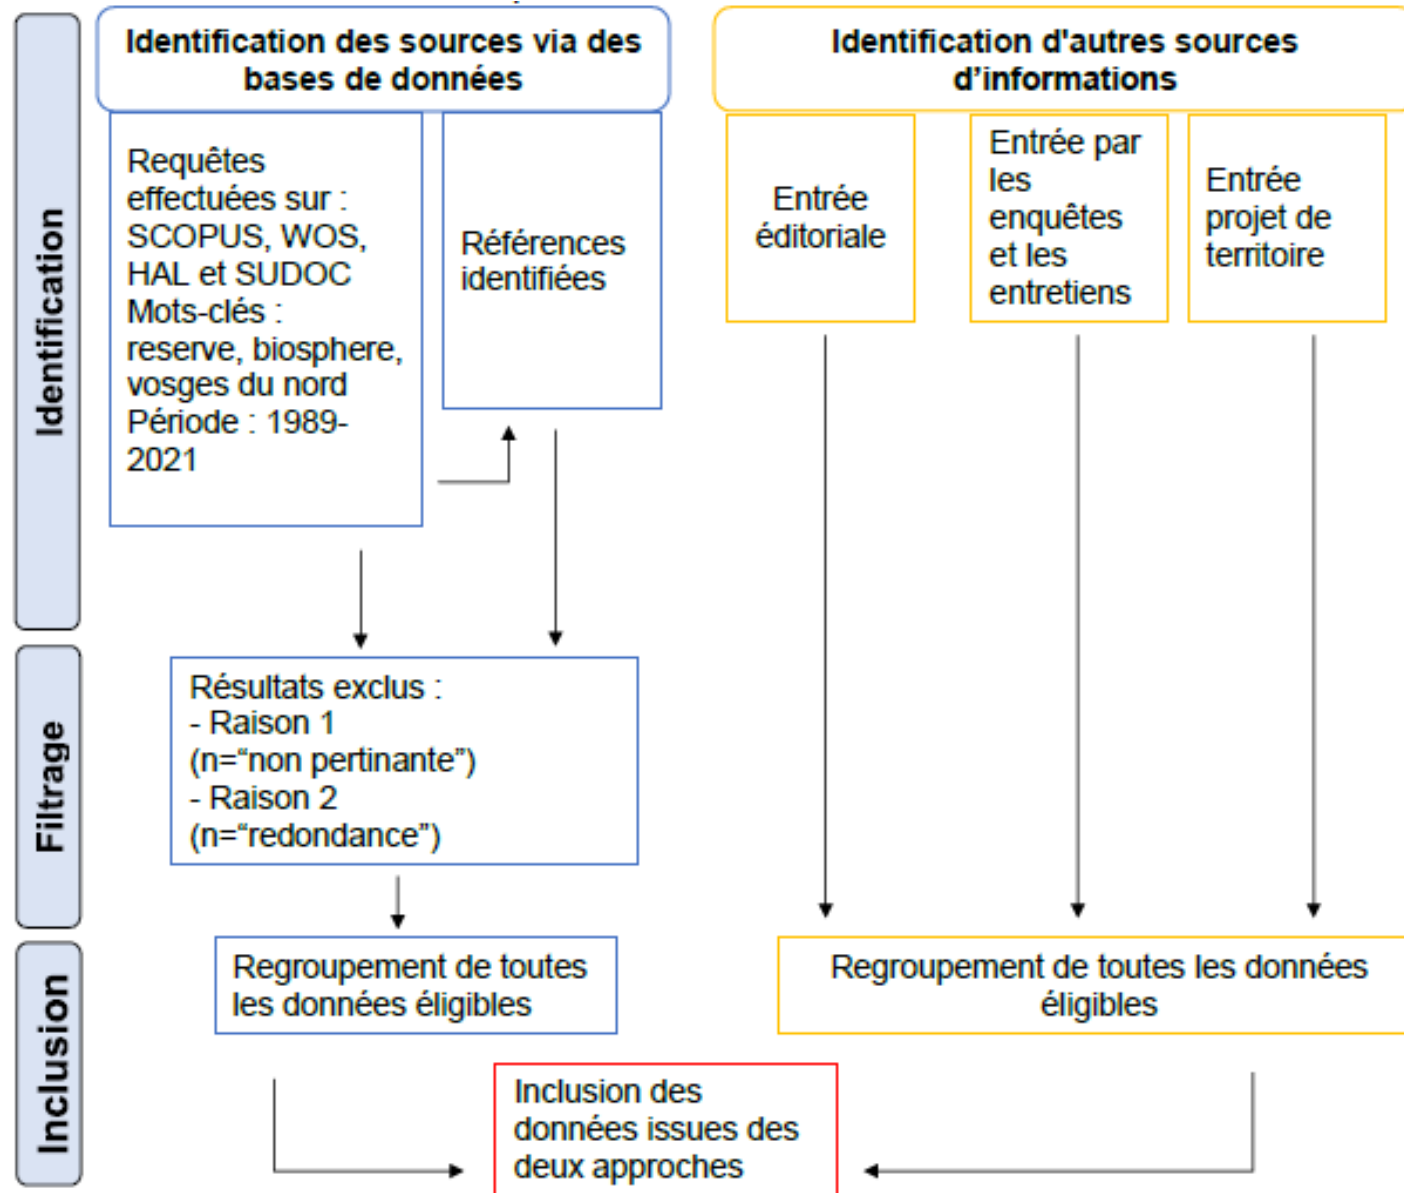 Identification des sources via des
bases de données
Identification d'autres sources
d’informations
Identification
Requêtes
effectuées sur :
SCOPUS, WOS,
HAL et SUDOC
Mots-clés :
reserve, biosphere,
vosges du nord
Période : 1989-
2021
Références
identifiées
Entrée
éditoriale
Entrée par
les
enquêtes
et les
entretiens
Entrée
projet de
territoire
Filtrage
Résultats exclus :
- Raison 1
(n=“non pertinante”)
- Raison 2
(n=“redondance”)
Inclusion
Regroupement de toutes
les données éligibles
Regroupement de toutes les données
éligibles
Inclusion des
données issues des
deux approches